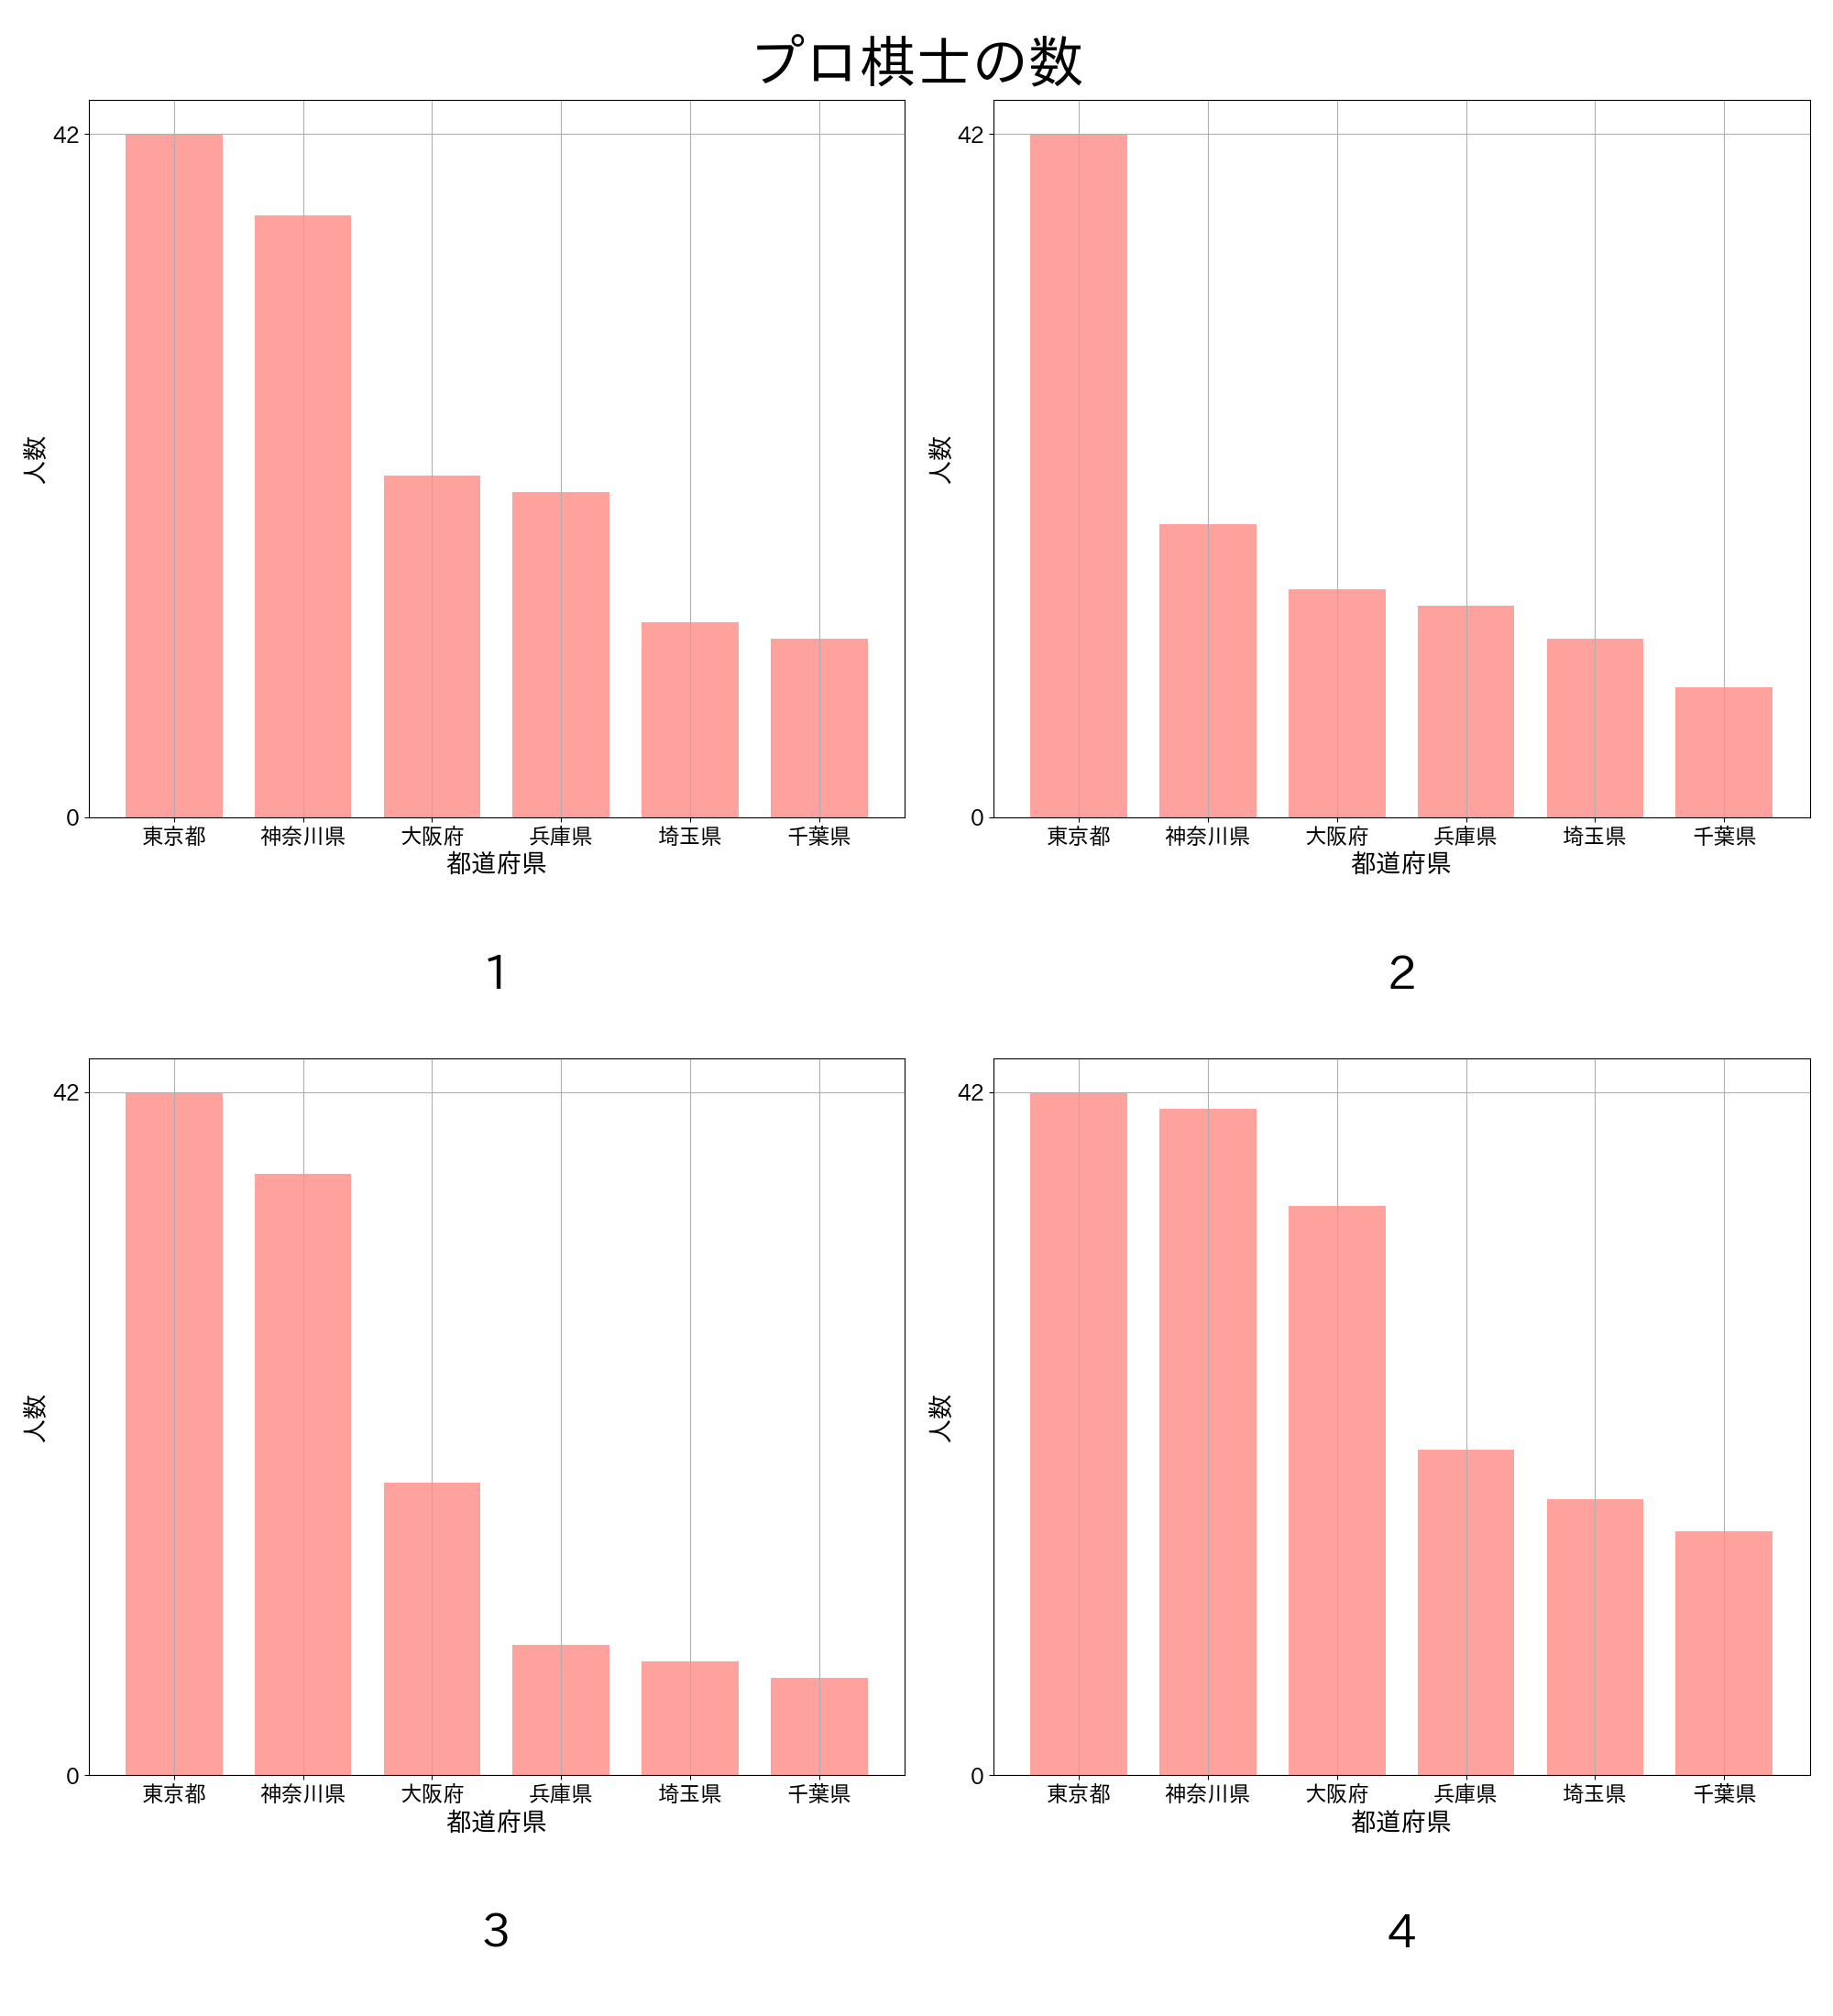 プロ棋士の数
42
0
人数
東京都 神奈川県 大阪府 兵庫県 埼玉県 千葉県
都道府県
1
42
0
人数
東京都 神奈川県 大阪府 兵庫県 埼玉県 千葉県
都道府県
2
42
0
人数
東京都 神奈川県 大阪府 兵庫県 埼玉県 千葉県
都道府県
3
42
0
人数
東京都 神奈川県 大阪府 兵庫県 埼玉県 千葉県
都道府県
4